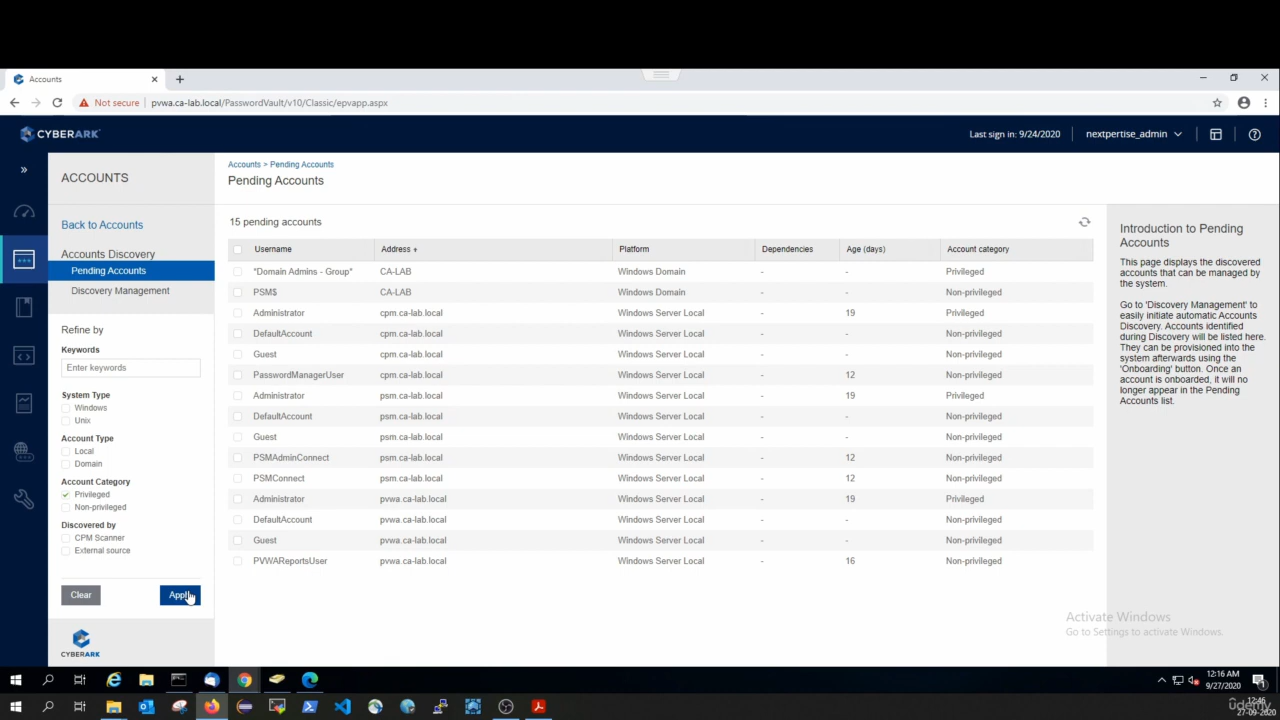 Accounts
Not secure pvwa.ca-lab.local/PasswordVault/v10/Classic/epvapp.aspx
CYBERARK Last sign in: 9/24/2020 nextpertise_admin
ACCOUNTS
Back to Accounts
Accounts Discovery
Pending Accounts
Discovery Management
Refine by
Keywords
Enter keywords
System Type
Windows
Unix
Account Type
Local
Domain
Account Category
Privileged
Non-privileged
Discovered by
CPM Scanner
External source
Clear
CYBERARK
Accounts > Pending Accounts
Pending Accounts
15 pending accounts
Username Address Platform Dependencies Age (days) Account category
"Domain Admins - Group" CA-LAB Windows Domain - - Privileged
PSM$ CA-LAB Windows Domain - - Non-privileged
Administrator cpm.ca-lab.local Windows Server Local - 19 Privileged
DefaultAccount cpm.ca-lab.local Windows Server Local - - Non-privileged
Guest cpm.ca-lab.local Windows Server Local - - Non-privileged
PasswordManagerUser cpm.ca-lab.local Windows Server Local - 12 Non-privileged
Administrator psm.ca-lab.local Windows Server Local - 19 Privileged
DefaultAccount psm.ca-lab.local Windows Server Local - - Non-privileged
Guest psm.ca-lab.local Windows Server Local - - Non-privileged
PSMAdminConnect psm.ca-lab.local Windows Server Local - 12 Non-privileged
PSMConnect psm.ca-lab.local Windows Server Local - 12 Non-privileged
Administrator pvwa.ca-lab.local Windows Server Local - 19 Privileged
DefaultAccount pvwa.ca-lab.local Windows Server Local - - Non-privileged
Guest pvwa.ca-lab.local Windows Server Local - - Non-privileged
PVWAReportsUser pvwa.ca-lab.local Windows Server Local - 16 Non-privileged
Introduction to Pending
Accounts
This page displays the discovered
accounts that can be managed by
the system.
Go to 'Discovery Management' to
easily initiate automatic Accounts
Discovery. Accounts identified
during Discovery will be listed here.
They can be provisioned into the
system afterwards using the
'Onboarding' button. Once an
account is onboarded, it will no
longer appear in the Pending
Accounts list.
Activate Windows
Go to Settings to activate Windows.
12:16 AM
9/27/2020
12:46
27-09-2020
udemy